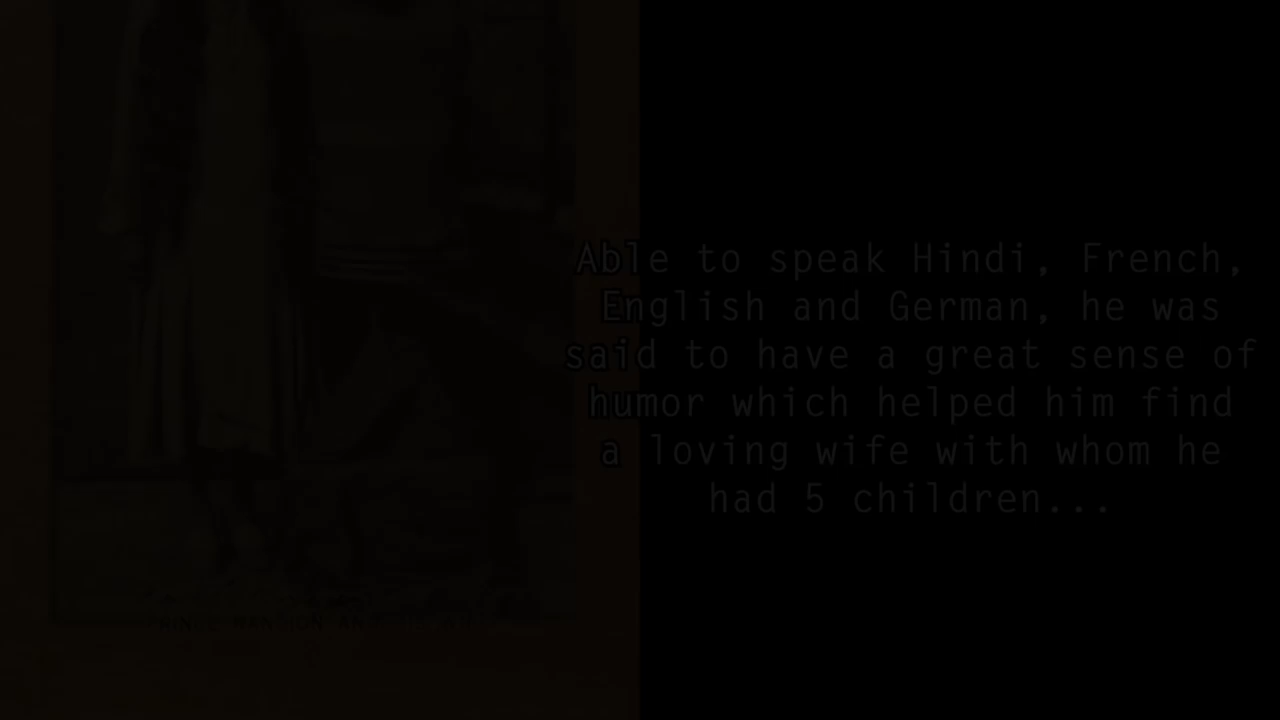 Able to speak Hindi, French,
English and German, he was
said to have a great sense of
humor which helped him find
a loving wife with whom he
had 5 children...